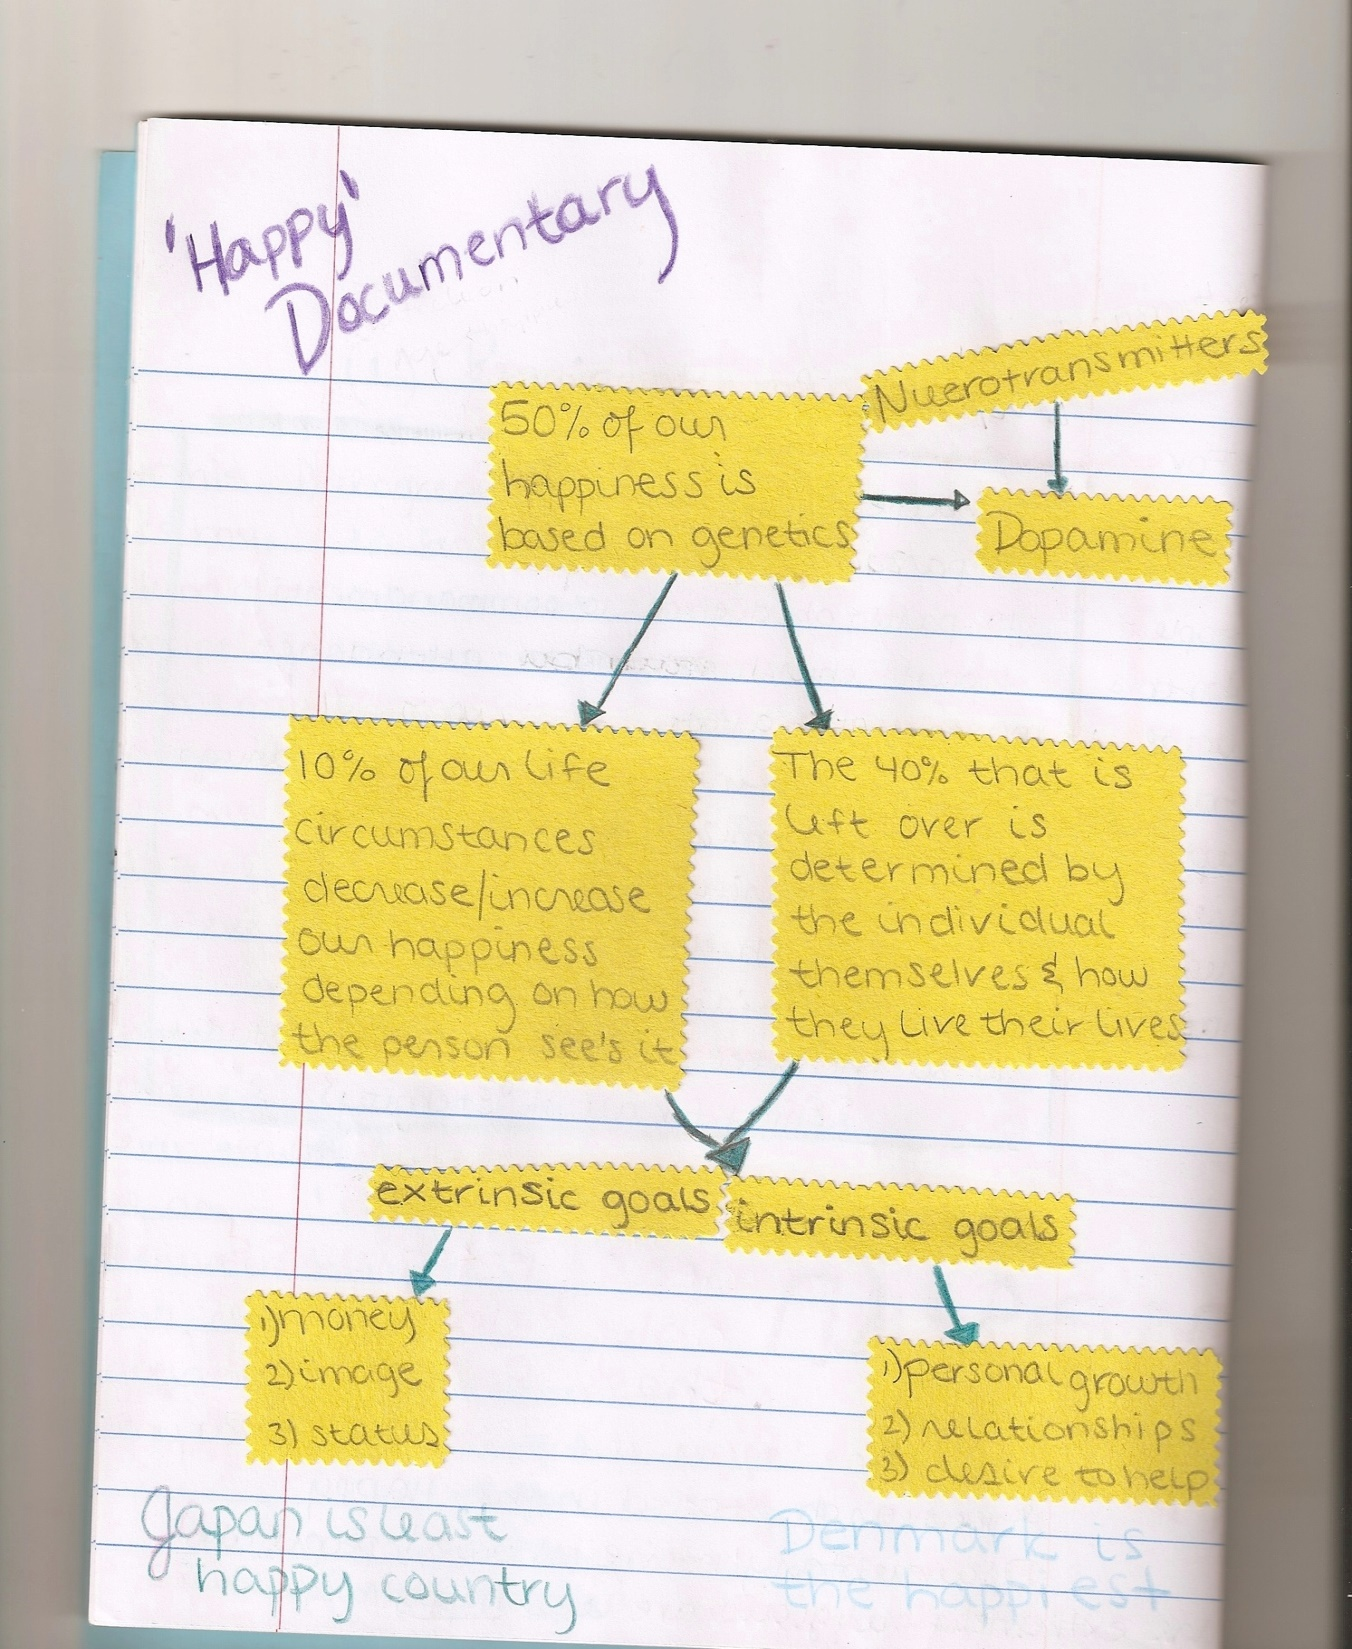 'Happy'
Documentary
Nuerotransmitters
50% of our
happiness is
based on genetics
Dopamine
10% of our life
circumstances
decrease/increase
our happiness
depending on how
the person see's it
The 40% that is
left over is
determined by
the individual
themselves & how
they live their lives
extrinsic goals
intrinsic goals
1) money
2) image
3) status
1) personal growth
2) relationships
3) desire to help
Japan is least
happy country
Denmark is
the happiest